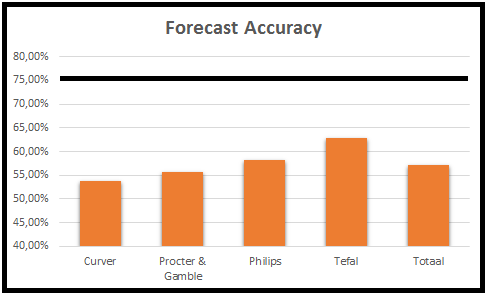 Forecast Accuracy
80,00%
75,00%
70,00%
65,00%
60,00%
55,00%
50,00%
45,00%
40,00%
Curver
Procter &
Gamble
Philips
Tefal
Totaal